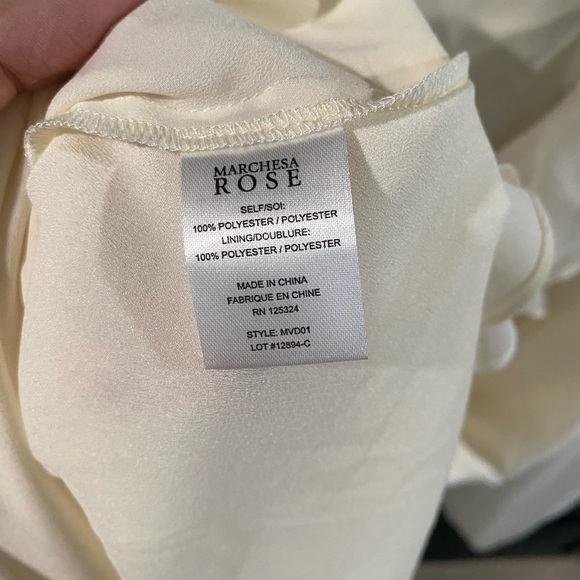 MARCHESA
ROSE
SELF/SOI:
100% POLYESTER / POLYESTER
LINING/DOUBLURE:
100% POLYESTER / POLYESTER
MADE IN CHINA
FABRIQUE EN CHINE
RN 125324
STYLE: MVD01
LOT #12894-C